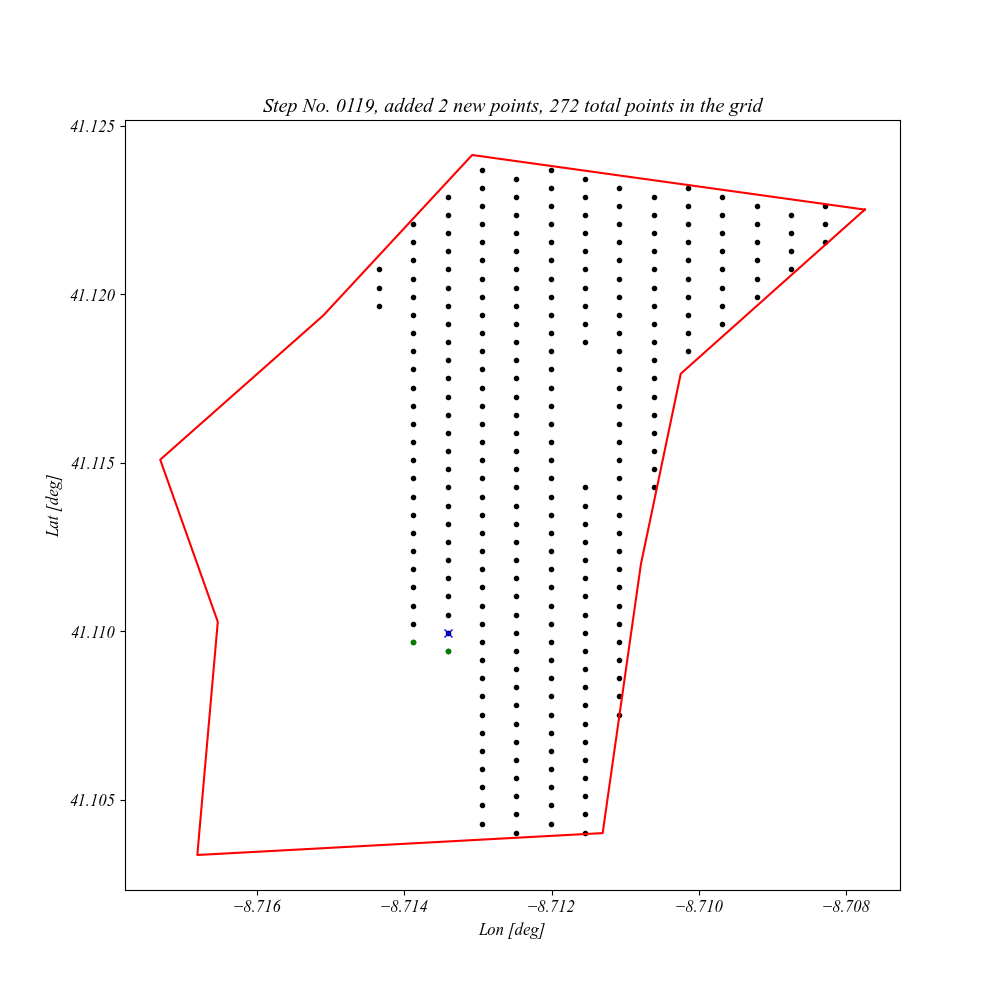 Step No. 0119, added 2 new points, 272 total points in the grid
41.125
41.120
41.115
41.110
41.105
Lat [deg]
−8.716 −8.714 −8.712 −8.710 −8.708
Lon [deg]